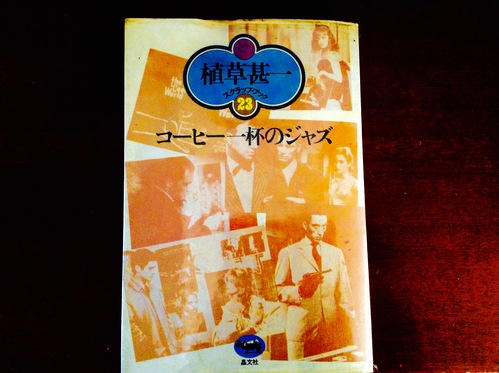 植草甚一
スクラップ・ブック
23
コーヒー一杯のジャズ
晶文社